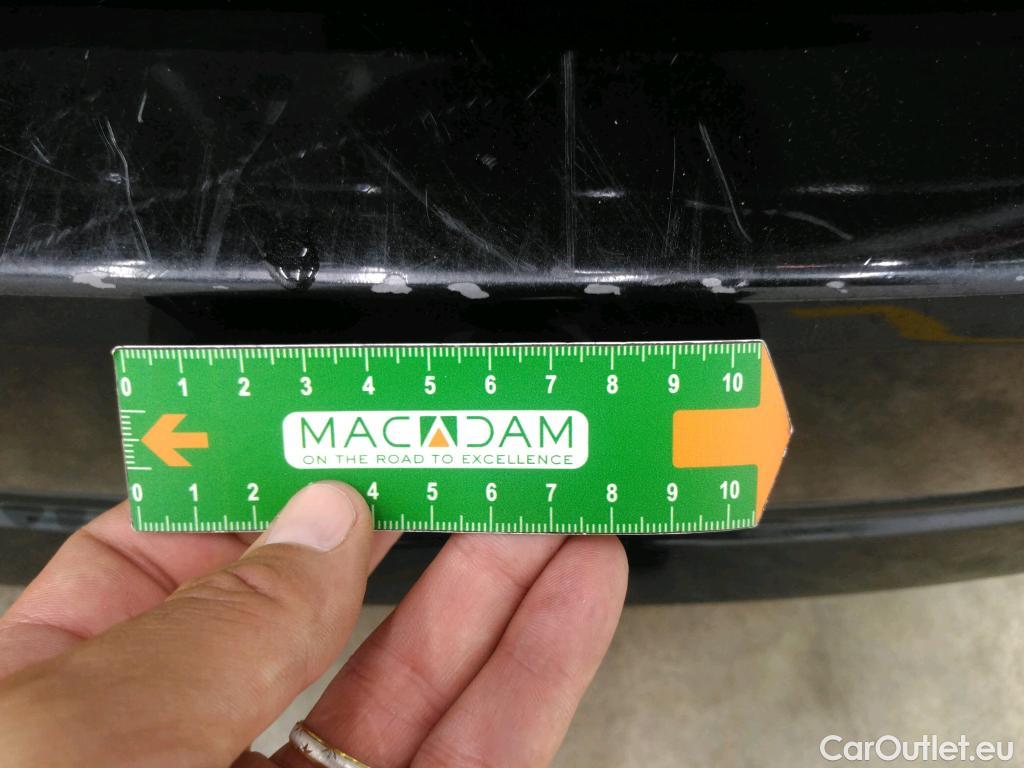 0 1 2 3 4 5 6 7 8 9 10
MACADAM
ON THE ROAD TO EXCELLENCE
0 1 2 4 5 6 7 8 9 10
CarOutlet.eu